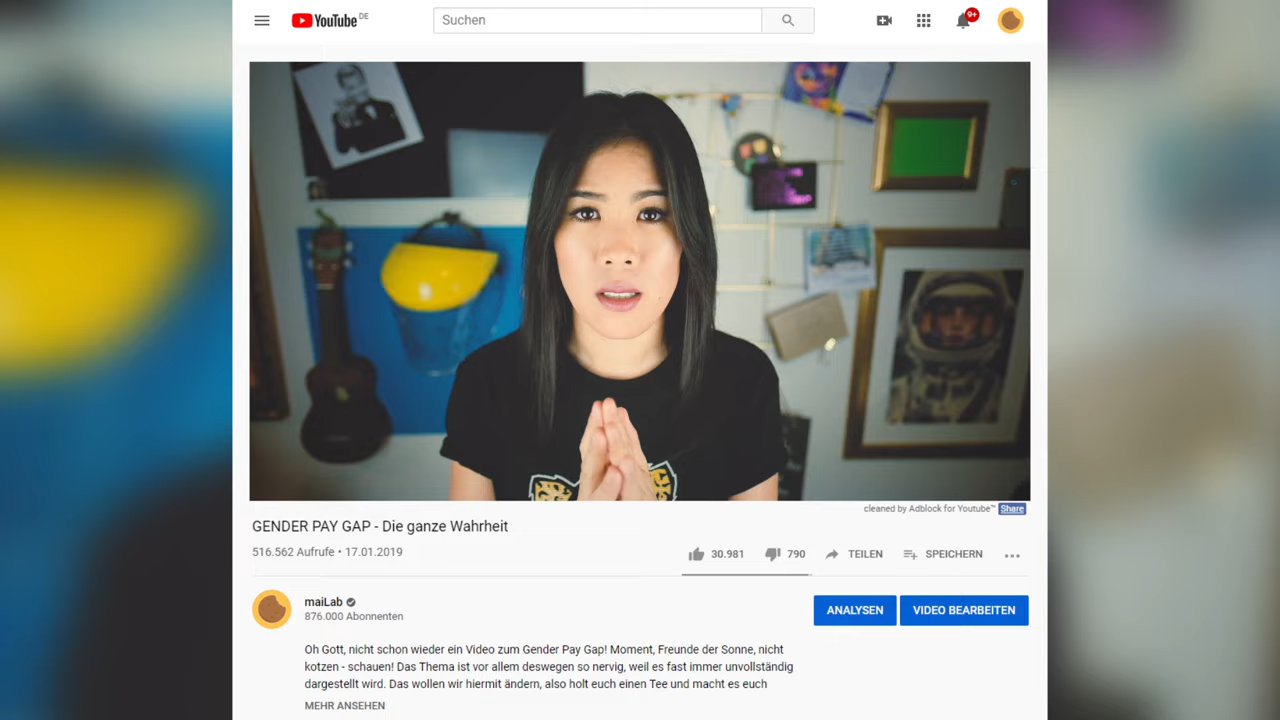 YouTube DE
Suchen
9+
cleaned by Adblock for Youtube™ Share
GENDER PAY GAP - Die ganze Wahrheit
516.562 Aufrufe • 17.01.2019
30.981 790 TEILEN SPEICHERN
maiLab
876.000 Abonnenten
ANALYSEN VIDEO BEARBEITEN
Oh Gott, nicht schon wieder ein Video zum Gender Pay Gap! Moment, Freunde der Sonne, nicht
kotzen - schauen! Das Thema ist vor allem deswegen so nervig, weil es fast immer unvollständig
dargestellt wird. Das wollen wir hiermit ändern, also holt euch einen Tee und macht es euch
MEHR ANSEHEN